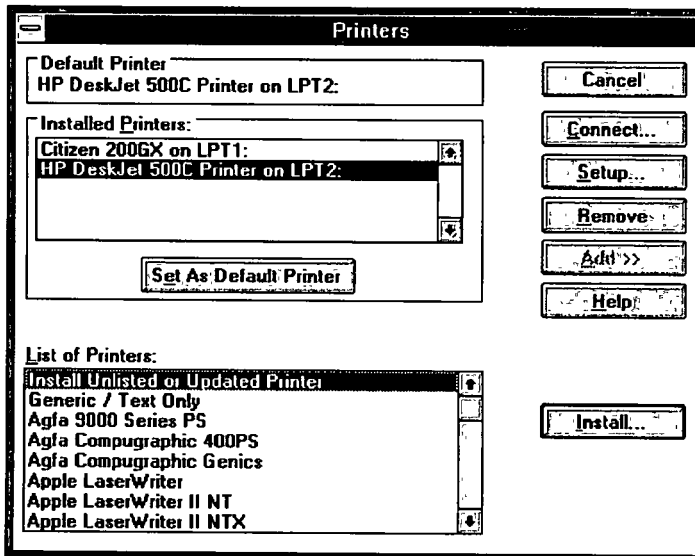 Printers
Default Printer
HP DeskJet 500C Printer on LPT2:
Installed Printers:
Citizen 200GX on LPT1:
HP DeskJet 500C Printer on LPT2:
Set As Default Printer
Cancel
Connect...
Setup...
Remove
Add >>
Help
List of Printers:
Install Unlisted or Updated Printer
Generic / Text Only
Agfa 9000 Series PS
Agfa Compugraphic 400PS
Agfa Compugraphic Genics
Apple LaserWriter
Apple LaserWriter II NT
Apple LaserWriter II NTX
Install...